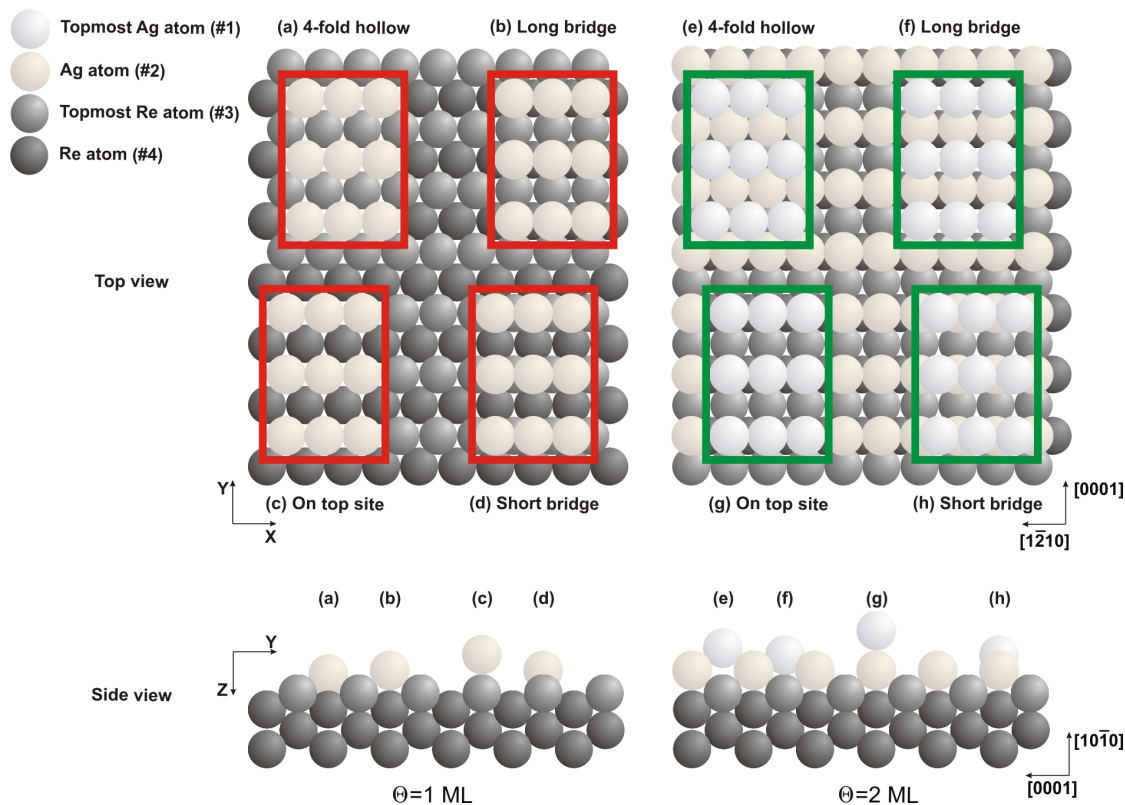 Topmost Ag atom (#1)
Ag atom (#2)
Topmost Re atom (#3)
Re atom (#4)
(a) 4-fold hollow
(b) Long bridge
(e) 4-fold hollow
(f) Long bridge
Top view
Y
X
(c) On top site
(d) Short bridge
(g) On top site
(h) Short bridge
[0001]
[12̄10]
(a)
(b)
(c)
(d)
(e)
(f)
(g)
(h)
Y
Z
Side view
[101̄0]
[0001]
Θ=1 ML
Θ=2 ML